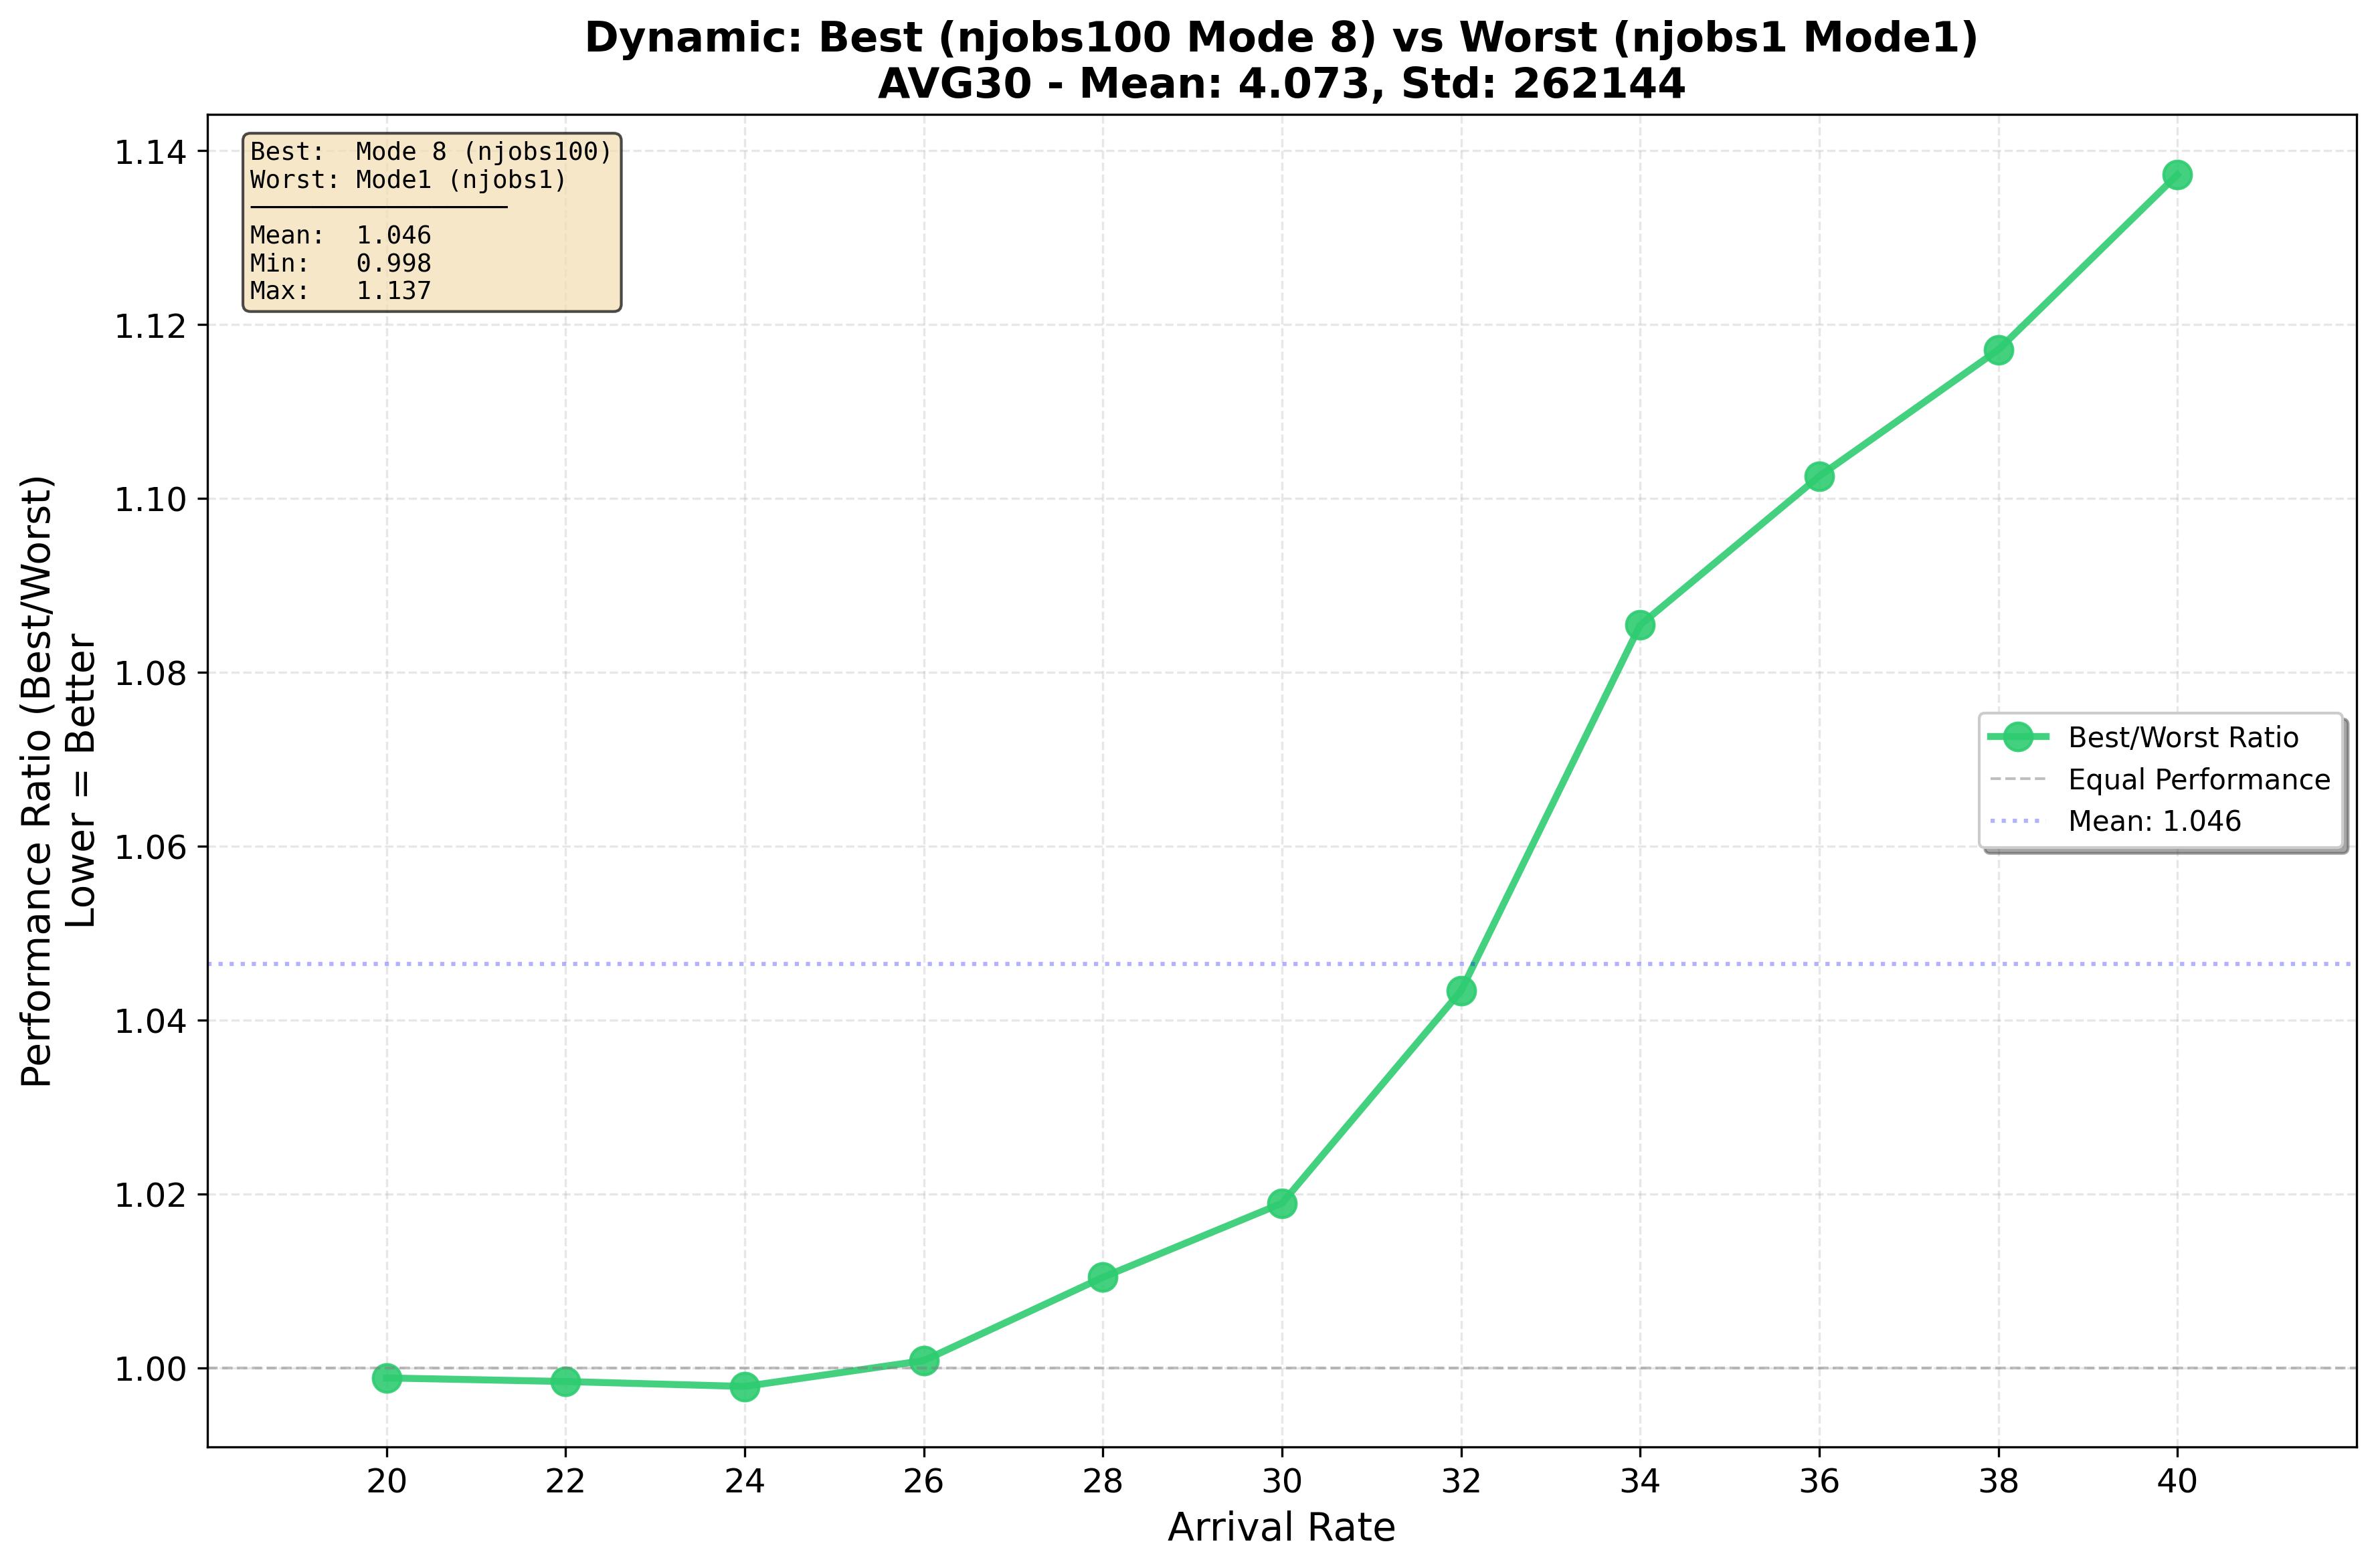 Dynamic: Best (njobs100 Mode 8) vs Worst (njobs1 Mode1)
AVG30 - Mean: 4.073, Std: 262144
Best:  Mode 8 (njobs100)
Worst: Mode1 (njobs1)
Mean:  1.046
Min:   0.998
Max:   1.137
Performance Ratio (Best/Worst)
Lower = Better
1.14
1.12
1.10
1.08
1.06
1.04
1.02
1.00
Best/Worst Ratio
Equal Performance
Mean: 1.046
20 22 24 26 28 30 32 34 36 38 40
Arrival Rate